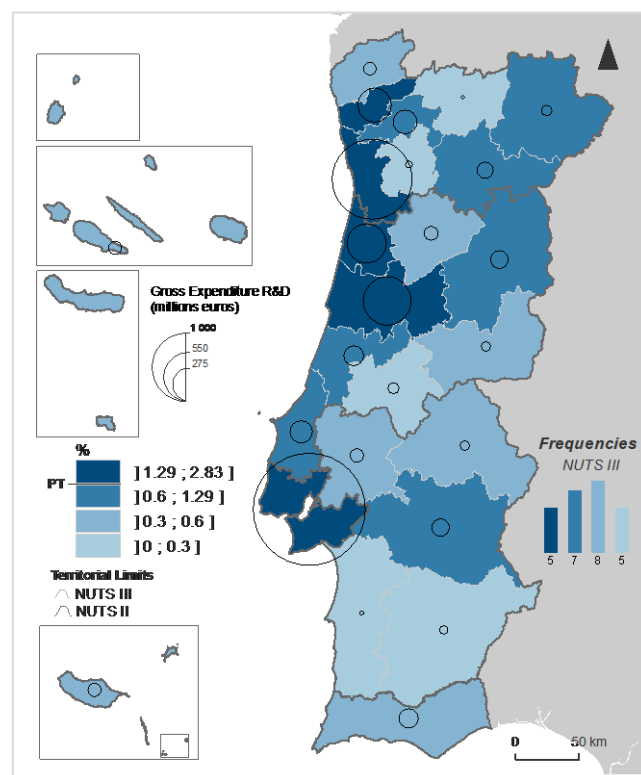 Gross Expenditure R&D
(millions euros)
1 000
550
275
%
PT
] 1.29 ; 2.83 ]
] 0.6 ; 1.29 ]
] 0.3 ; 0.6 ]
] 0 ; 0.3 ]
Territorial Limits
NUTS III
NUTS II
Frequencies
NUTS III
5 7 8 5
0 50 km